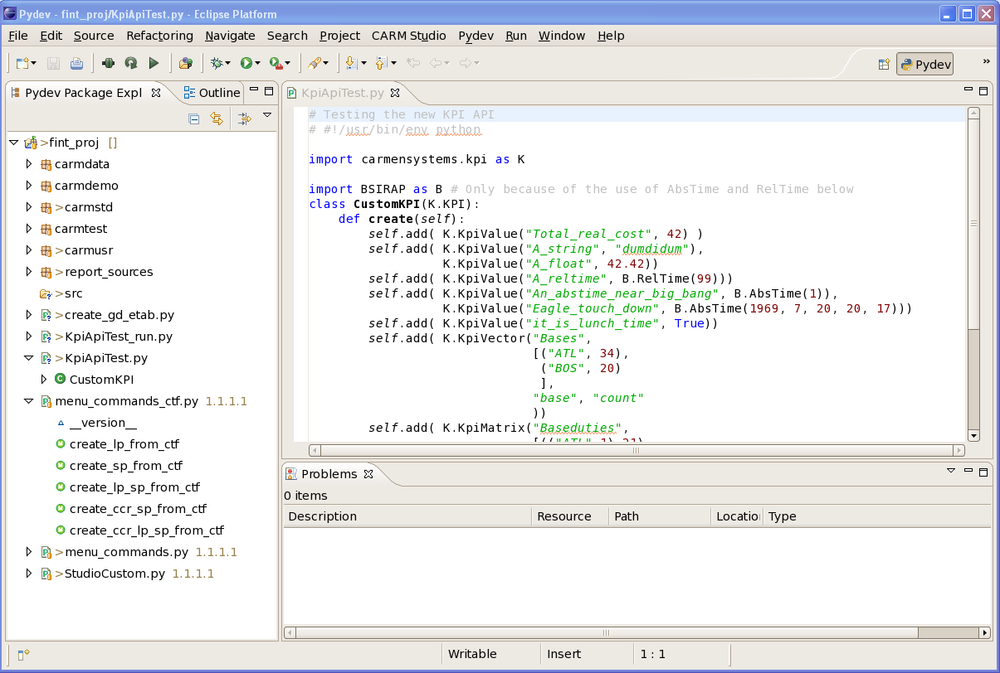 Pydev - fint_proj/KpiApiTest.py - Eclipse Platform
File Edit Source Refactoring Navigate Search Project CARM Studio Pydev Run Window Help
Pydev »
Pydev Package Expl Outline
>fint_proj []
carmdata
carmdemo
>carmstd
carmtest
>carmusr
>report_sources
>src
>create_gd_etab.py
>KpiApiTest_run.py
>KpiApiTest.py
CustomKPI
menu_commands_ctf.py 1.1.1.1
__version__
create_lp_from_ctf
create_sp_from_ctf
create_lp_sp_from_ctf
create_ccr_sp_from_ctf
create_ccr_lp_sp_from_ctf
>menu_commands.py 1.1.1.1
>StudioCustom.py 1.1.1.1
KpiApiTest.py
# Testing the new KPI API
# #!/usr/bin/env python
import carmensystems.kpi as K
import BSIRAP as B # Only because of the use of AbsTime and RelTime below
class CustomKPI(K.KPI):
def create(self):
self.add( K.KpiValue("Total_real_cost", 42) )
self.add( K.KpiValue("A_string", "dumdidum"),
K.KpiValue("A_float", 42.42))
self.add( K.KpiValue("A_reltime", B.RelTime(99)))
self.add( K.KpiValue("An_abstime_near_big_bang", B.AbsTime(1)),
K.KpiValue("Eagle_touch_down", B.AbsTime(1969, 7, 20, 20, 17)))
self.add( K.KpiValue("it_is_lunch_time", True))
self.add( K.KpiVector("Bases",
[("ATL", 34),
("BOS", 20)
],
"base", "count"
))
self.add( K.KpiMatrix("Baseduties",
[(("ATL",1),21),
Problems
0 items
Description Resource Path Locatio Type
Writable Insert 1 : 1